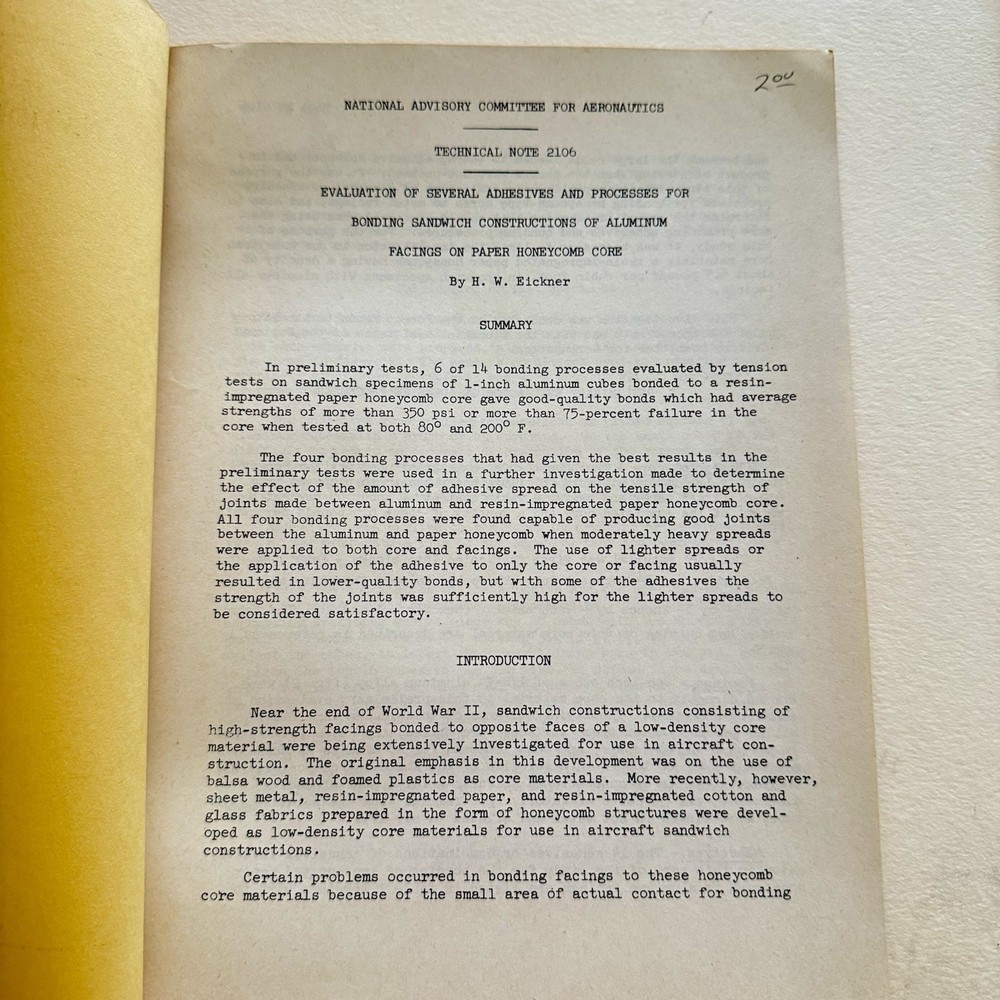 2 00
NATIONAL ADVISORY COMMITTEE FOR AERONAUTICS
TECHNICAL NOTE 2106
EVALUATION OF SEVERAL ADHESIVES AND PROCESSES FOR
BONDING SANDWICH CONSTRUCTIONS OF ALUMINUM
FACINGS ON PAPER HONEYCOMB CORE
By H. W. Eickner
SUMMARY
In preliminary tests, 6 of 14 bonding processes evaluated by tension
tests on sandwich specimens of 1-inch aluminum cubes bonded to a resin-
impregnated paper honeycomb core gave good-quality bonds which had average
strengths of more than 350 psi or more than 75-percent failure in the
core when tested at both 80° and 200° F.
The four bonding processes that had given the best results in the
preliminary tests were used in a further investigation made to determine
the effect of the amount of adhesive spread on the tensile strength of
joints made between aluminum and resin-impregnated paper honeycomb core.
All four bonding processes were found capable of producing good joints
between the aluminum and paper honeycomb when moderately heavy spreads
were applied to both core and facings.  The use of lighter spreads or
the application of the adhesive to only the core or facing usually
resulted in lower-quality bonds, but with some of the adhesives the
strength of the joints was sufficiently high for the lighter spreads to
be considered satisfactory.
INTRODUCTION
Near the end of World War II, sandwich constructions consisting of
high-strength facings bonded to opposite faces of a low-density core
material were being extensively investigated for use in aircraft con-
struction.  The original emphasis in this development was on the use of
balsa wood and foamed plastics as core materials.  More recently, however,
sheet metal, resin-impregnated paper, and resin-impregnated cotton and
glass fabrics prepared in the form of honeycomb structures were devel-
oped as low-density core materials for use in aircraft sandwich
constructions.
Certain problems occurred in bonding facings to these honeycomb
core materials because of the small area of actual contact for bonding